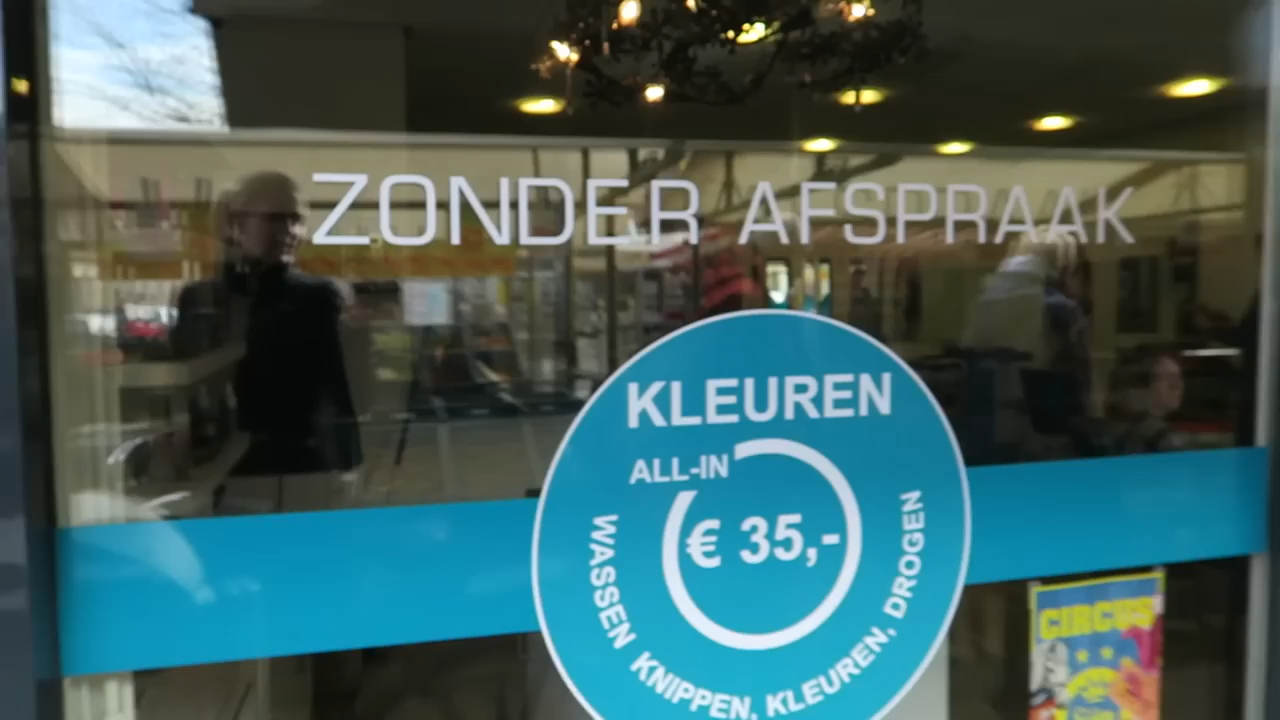 ZONDER AFSPRAAK
KLEUREN
ALL-IN
€ 35,-
WASSEN KNIPPEN, KLEUREN, DROGEN
CIRCUS